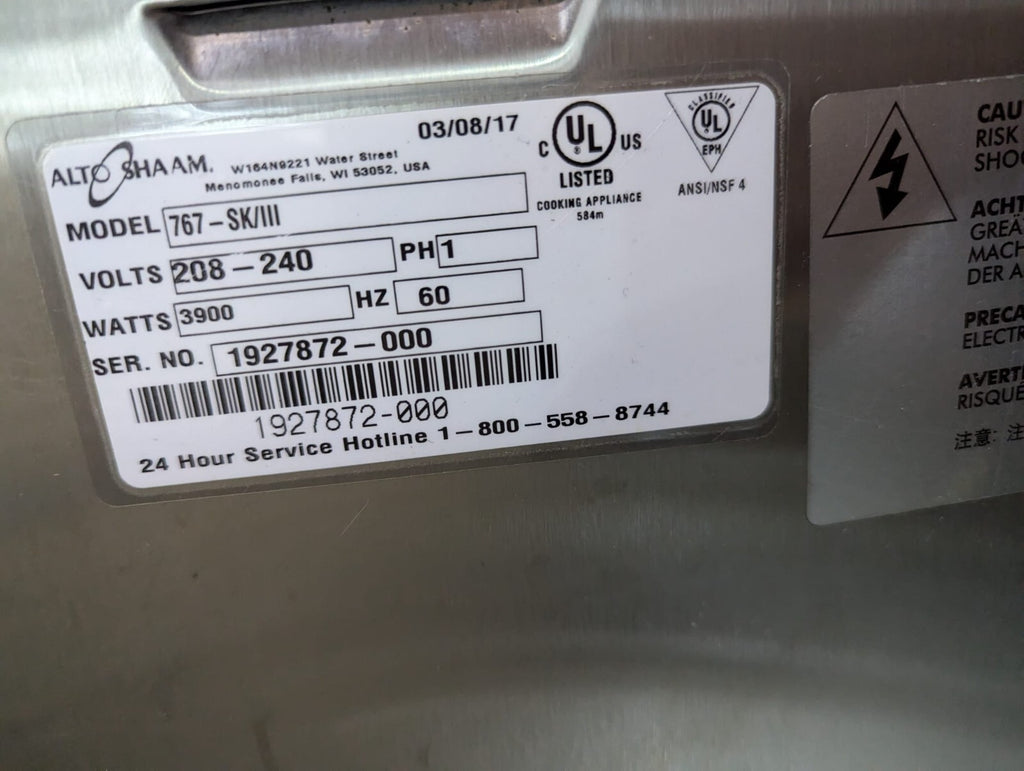 03/08/17
ALTO SHAAM.
W164N9221 Water Street
Menomonee Falls, WI 53052, USA
MODEL 767-SK/III
VOLTS 208-240 PH 1
WATTS 3900 HZ 60
SER. NO. 1927872-000
1927872-000
24 Hour Service Hotline 1-800-558-8744
C UL US
LISTED
COOKING APPLIANCE
584m
CLASSIFIED
UL
EPH
ANSI/NSF 4
CAU
RISK
SHO
ACHT
GREÄ
MACH
DER A
PRECA
ELECTR
AVERTI
RISQUE
注意: 注